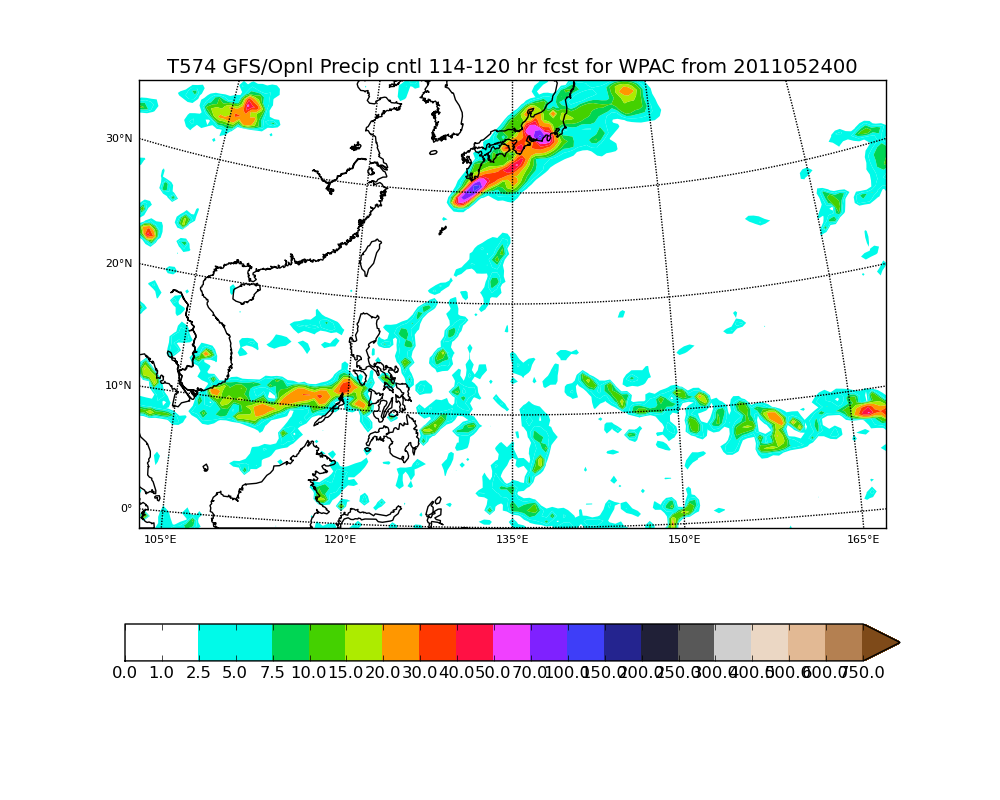 T574 GFS/Opnl Precip cntl 114-120 hr fcst for WPAC from 2011052400
30°N
20°N
10°N
0°
105°E 120°E 135°E 150°E 165°E
0.0 1.0 2.5 5.0 7.5 10.0 15.0 20.0 30.0 40.0 50.0 70.0 100.0 150.0 200.0 250.0 300.0 400.0 500.0 600.0 750.0